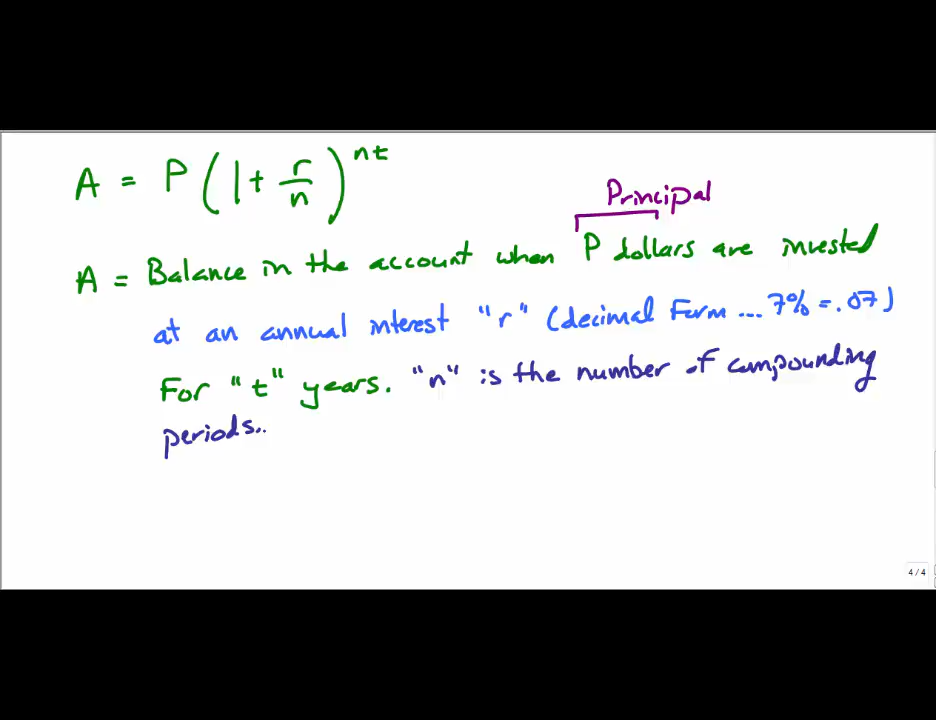 A = P (1 + r/n)^nt
Principal
A = Balance in the account when P dollars are invested
at an annual interest "r" (decimal Form ... 7% = .07)
For "t" years. "n" is the number of compounding
periods..
4 / 4